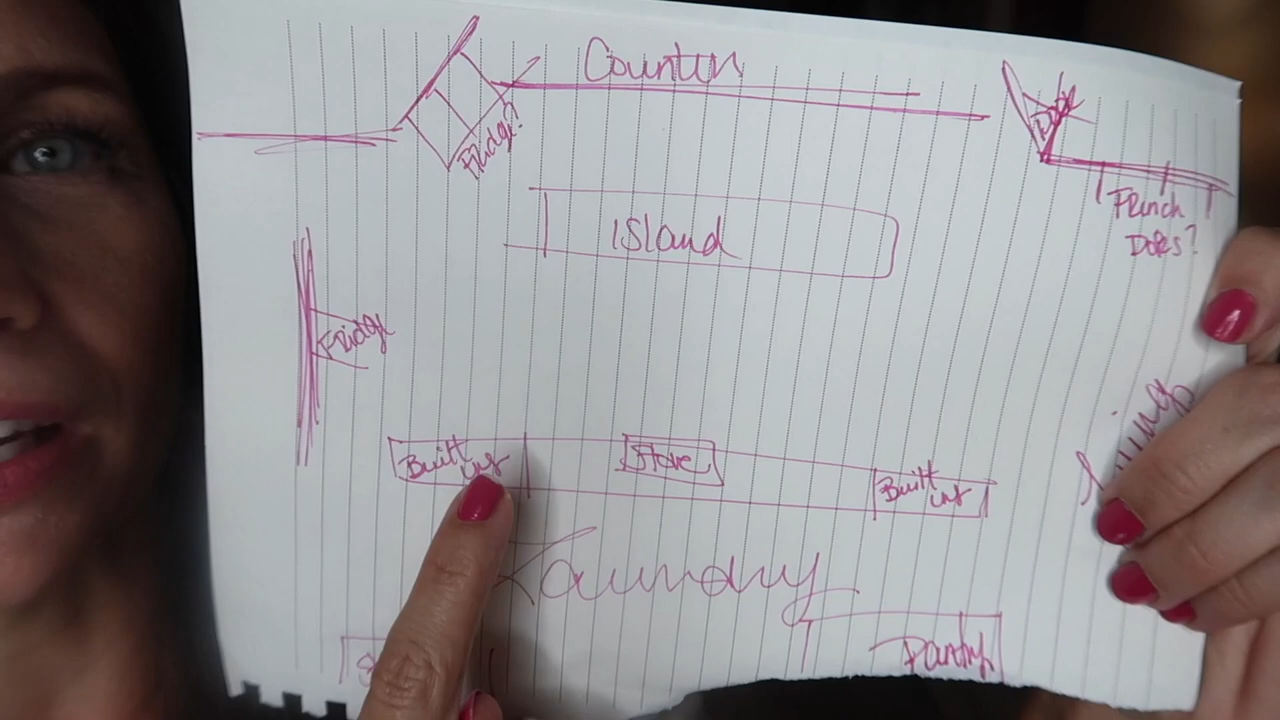 Counter
Fridge?
Door
French
Doors?
Island
Fridge
Built
ins
Stove
Built
ins
Laundry
Pantry